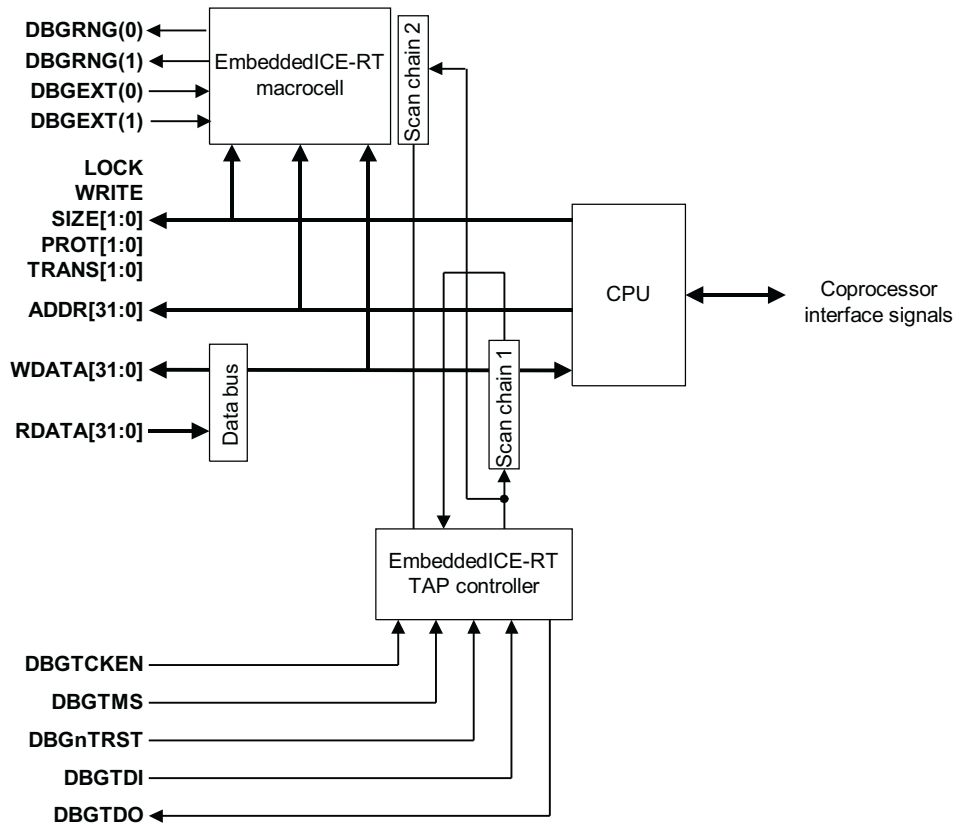 DBGRNG(0)
DBGRNG(1)
DBGEXT(0)
DBGEXT(1)
EmbeddedICE-RT
macrocell
Scan chain 2
LOCK
WRITE
SIZE[1:0]
PROT[1:0]
TRANS[1:0]
ADDR[31:0]
WDATA[31:0]
RDATA[31:0]
Data bus
Scan chain 1
CPU
Coprocessor
interface signals
EmbeddedICE-RT
TAP controller
DBGTCKEN
DBGTMS
DBGnTRST
DBGTDI
DBGTDO